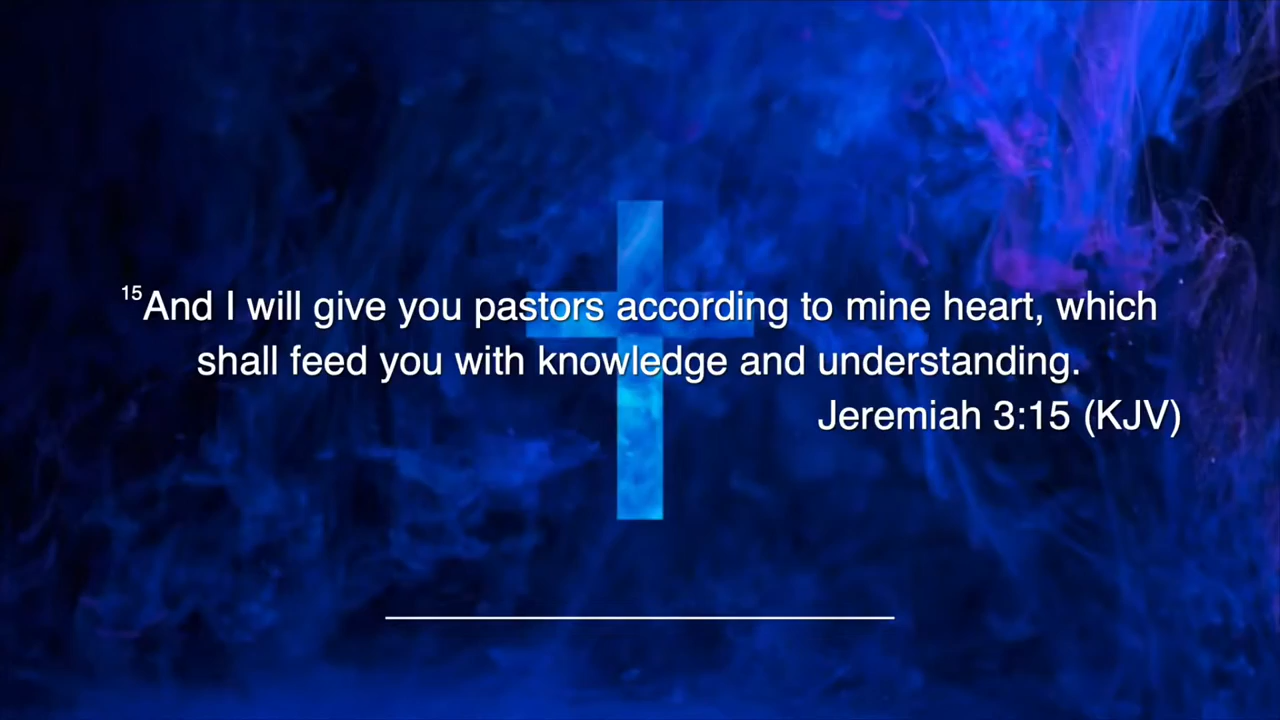 15And I will give you pastors according to mine heart, which
shall feed you with knowledge and understanding.
Jeremiah 3:15 (KJV)